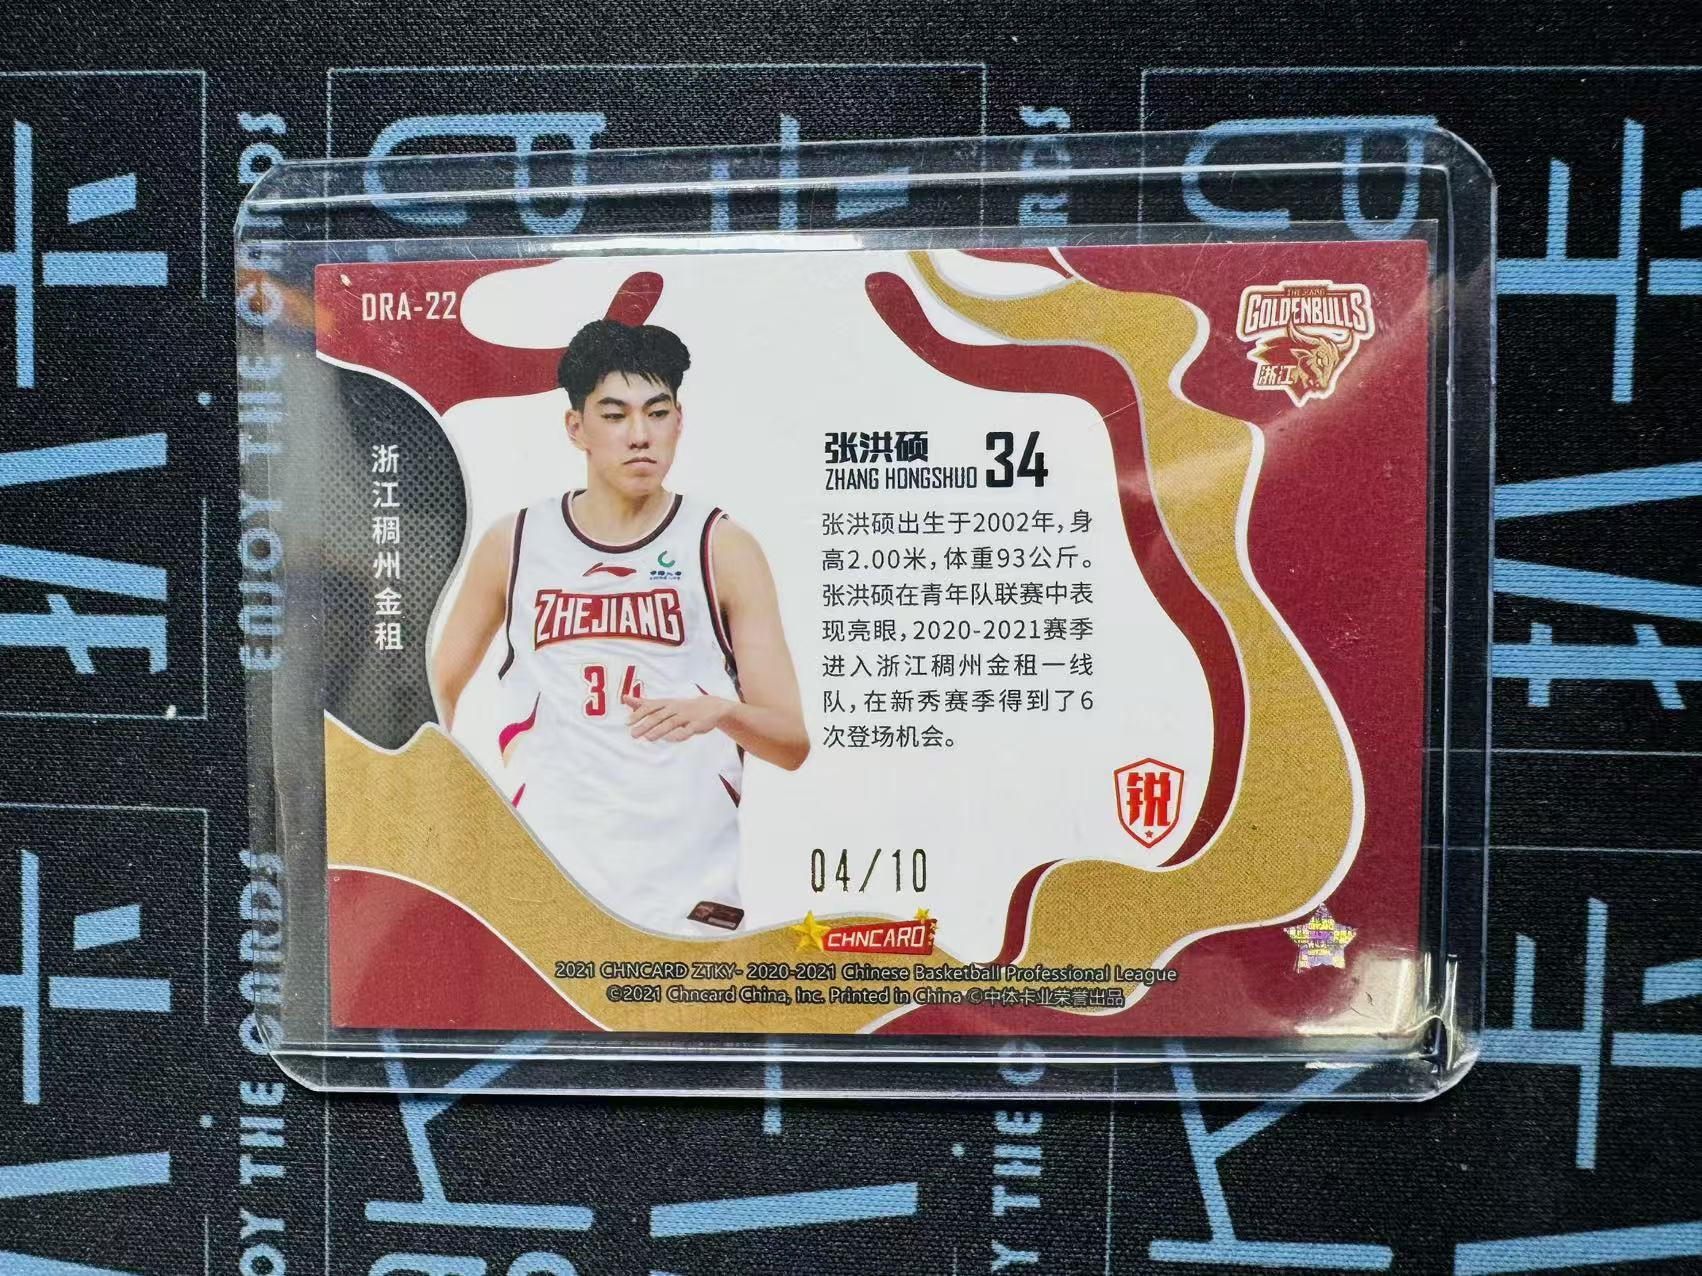 DRA-22
GOLDENBULLS
浙江
浙江稠州金租
张洪硕
ZHANG HONGSHUO 34
张洪硕出生于2002年,身
高2.00米,体重93公斤。
张洪硕在青年队联赛中表
现亮眼,2020-2021赛季
进入浙江稠州金租一线
队,在新秀赛季得到了6
次登场机会。
ZHEJIANG
34
锐
04/10
CHNCARD
2021 CHNCARD ZTKY- 2020-2021 Chinese Basketball Professional League
©2021 Chncard China, Inc. Printed in China ©中体卡业荣誉出品
ENJOY THE CARDS